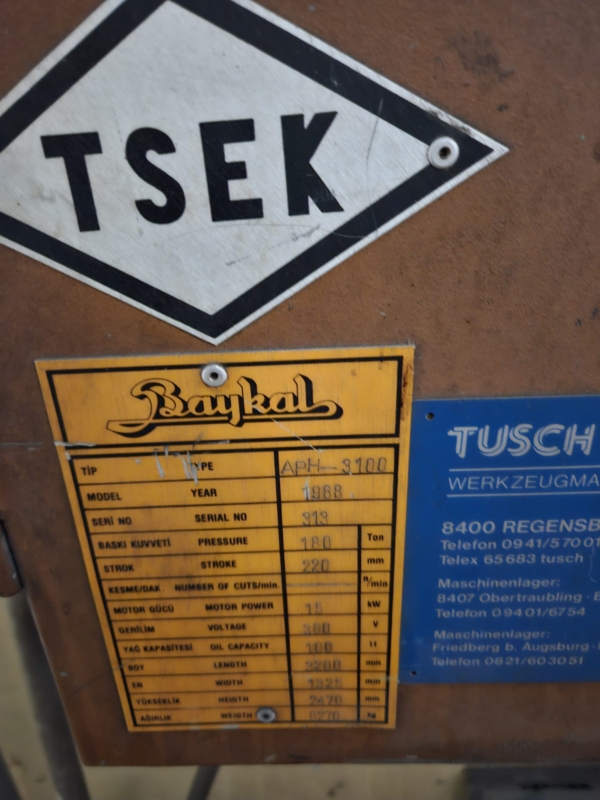 TSEK
Baykal
TİP TYPE APH-3100
MODEL YEAR 1988
SERİ NO SERIAL NO 313
BASKI KUVVETİ PRESSURE 160 Ton
STROK STROKE 220 mm
KESME/DAK NUMBER OF CUTS/min. n/min
MOTOR GÜCÜ MOTOR POWER 15 kW
GERİLİM VOLTAGE 380 V
YAĞ KAPASİTESİ OIL CAPACITY 100 lt
BOY LENGTH 3200 mm
EN WIDTH mm
YÜKSEKLİK HEIGTH 2470 mm
AĞIRLIK WEIGTH kg
TUSCH
WERKZEUGMA
8400 REGENSB
Telefon 0941/57001
Telex 65683 tusch
Maschinenlager:
8407 Obertraubling
Telefon 09401/6754
Maschinenlager:
Friedberg b. Augsburg
Telefon 0821/603051